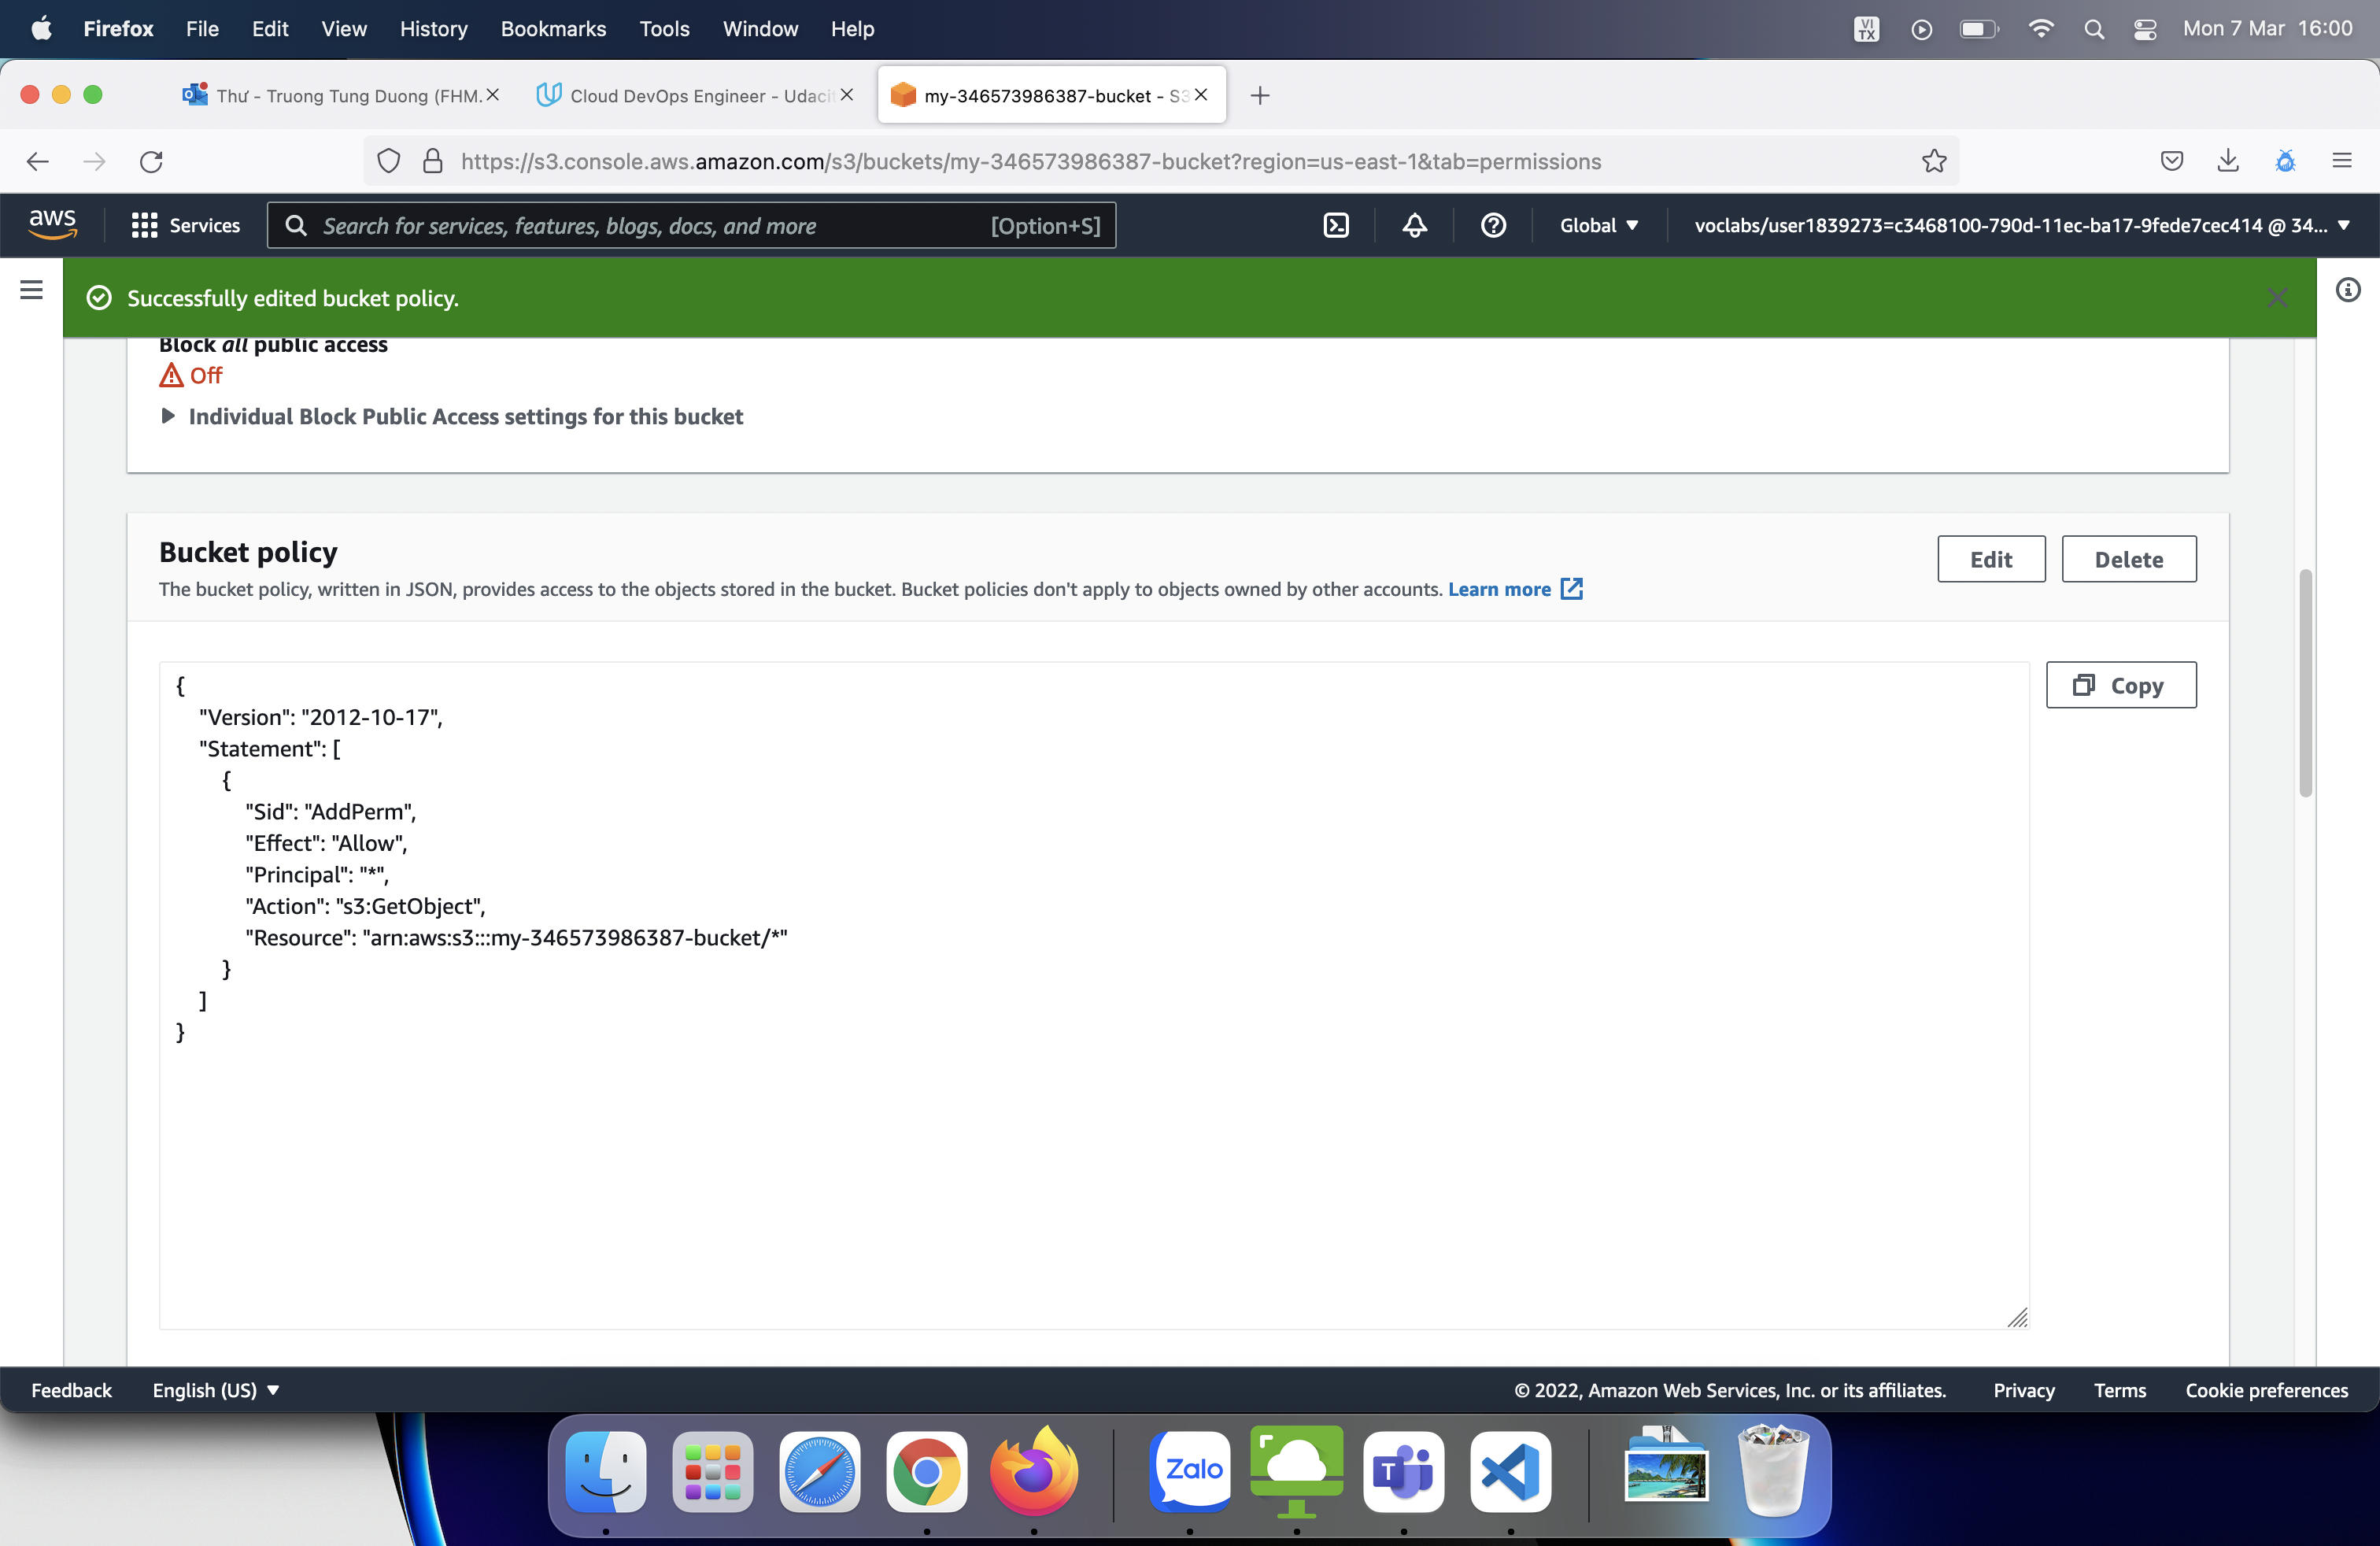 Firefox File Edit View History Bookmarks Tools Window Help
VI
TX
Mon 7 Mar 16:00
Thư - Truong Tung Duong (FHM.
Cloud DevOps Engineer - Udacit
my-346573986387-bucket - S3
https://s3.console.aws.amazon.com/s3/buckets/my-346573986387-bucket?region=us-east-1&tab=permissions
aws
Services
Search for services, features, blogs, docs, and more
[Option+S]
Global
voclabs/user1839273=c3468100-790d-11ec-ba17-9fede7cec414 @ 34...
Successfully edited bucket policy.
Block all public access
Off
Individual Block Public Access settings for this bucket
Bucket policy
Edit
Delete
The bucket policy, written in JSON, provides access to the objects stored in the bucket. Bucket policies don't apply to objects owned by other accounts. Learn more
Copy
{
"Version": "2012-10-17",
"Statement": [
{
"Sid": "AddPerm",
"Effect": "Allow",
"Principal": "*",
"Action": "s3:GetObject",
"Resource": "arn:aws:s3:::my-346573986387-bucket/*"
}
]
}
Feedback
English (US)
© 2022, Amazon Web Services, Inc. or its affiliates.
Privacy
Terms
Cookie preferences
Zalo
T